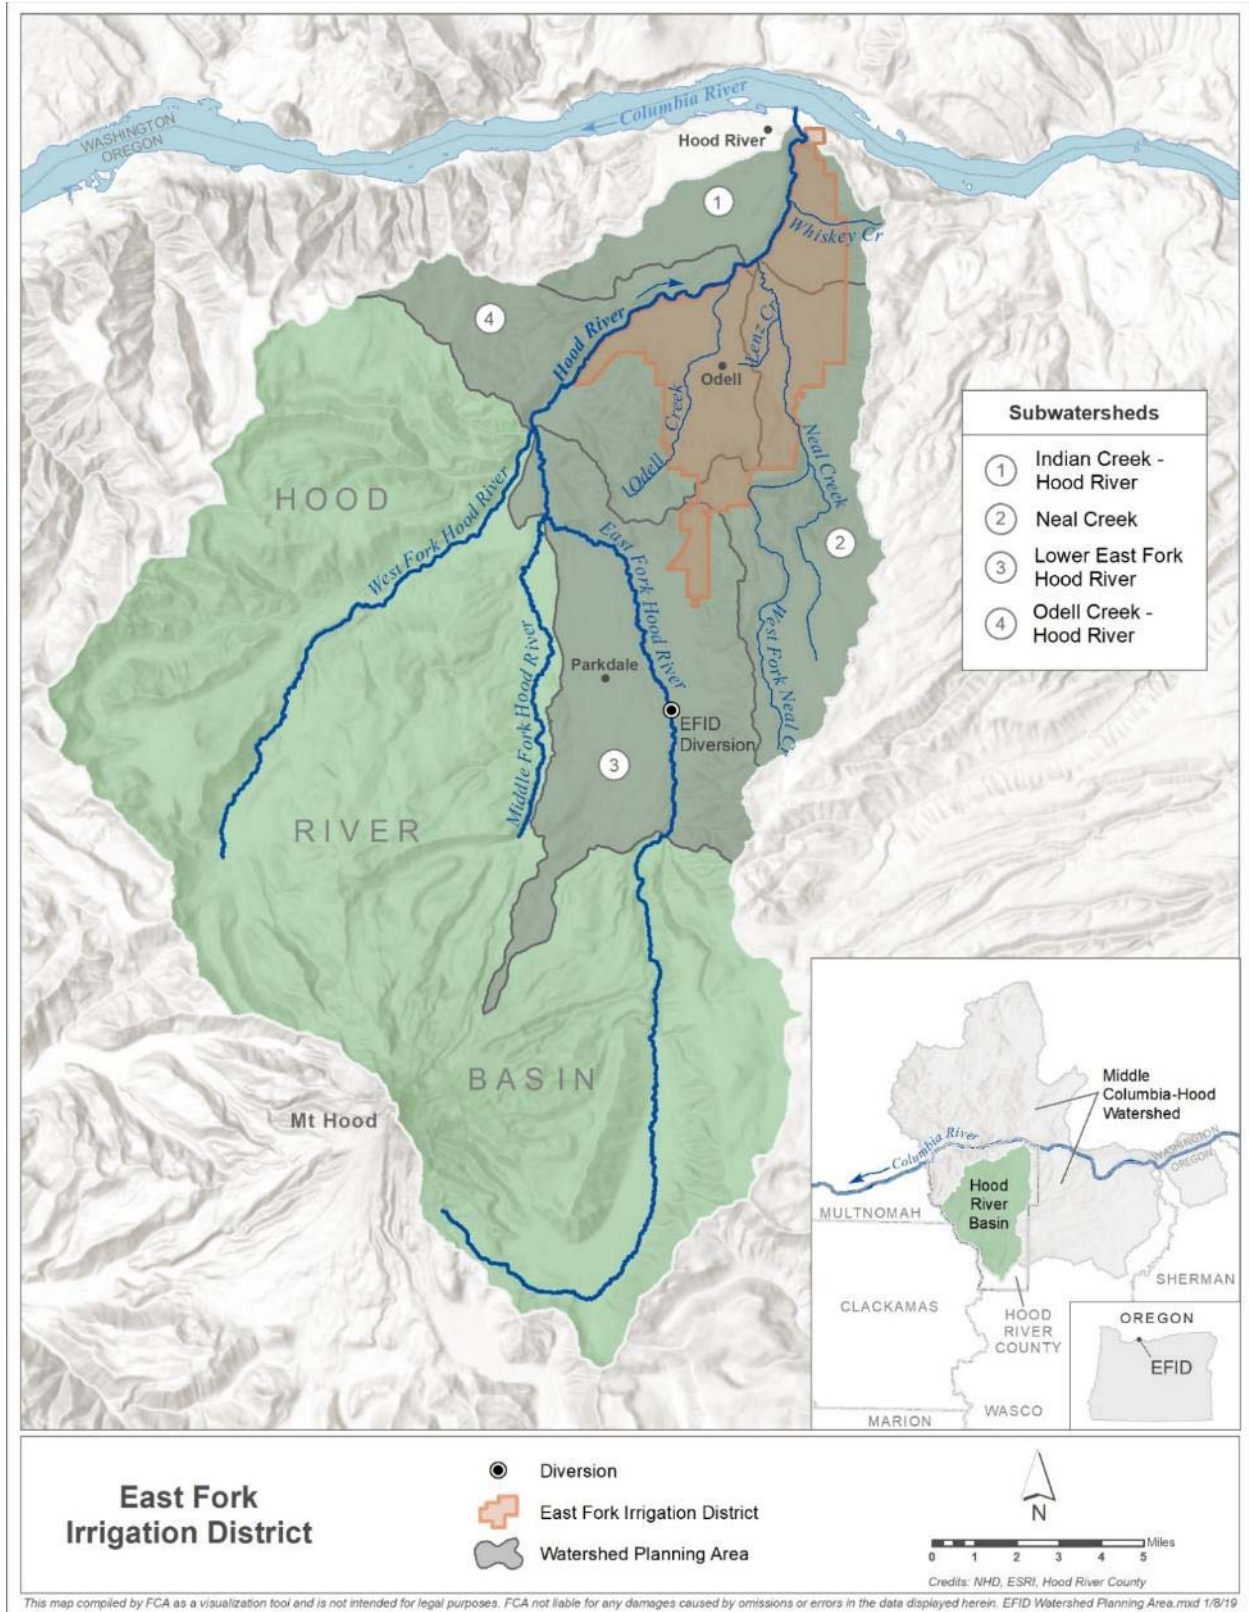 Columbia River
WASHINGTON
OREGON
Hood River
1
Whiskey Cr
4
Hood River
Lenz Cr
Odell
Odell Creek
Neal Creek
HOOD
West Fork Hood River
East Fork Hood River
2
West Fork Neal Cr
Middle Fork Hood River
Parkdale
EFID
Diversion
3
RIVER
BASIN
Mt Hood
Subwatersheds
1 Indian Creek -
Hood River
2 Neal Creek
3 Lower East Fork
Hood River
4 Odell Creek -
Hood River
Middle
Columbia-Hood
Watershed
Columbia River
WASHINGTON
OREGON
Hood
River
Basin
MULTNOMAH
SHERMAN
CLACKAMAS
HOOD
RIVER
COUNTY
WASCO
MARION
OREGON
EFID
East Fork
Irrigation District
Diversion
East Fork Irrigation District
Watershed Planning Area
N
Miles
0 1 2 3 4 5
Credits: NHD, ESRI, Hood River County
This map compiled by FCA as a visualization tool and is not intended for legal purposes. FCA not liable for any damages caused by omissions or errors in the data displayed herein. EFID Watershed Planning Area.mxd 1/8/19